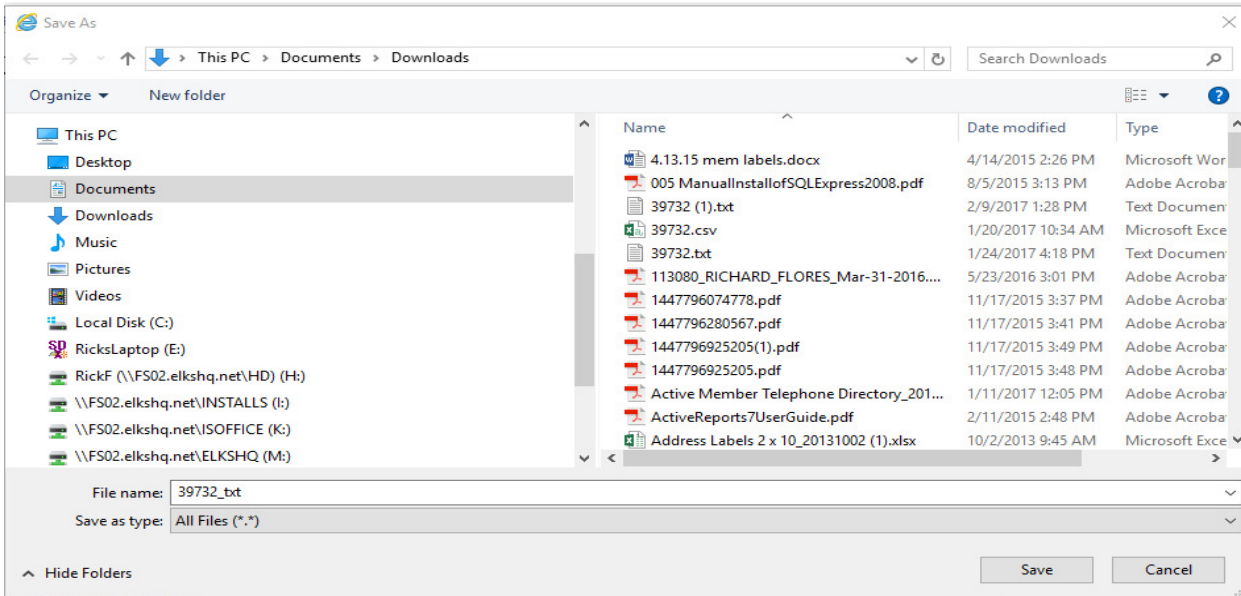 Save As
This PC > Documents > Downloads
Search Downloads
Organize
New folder
This PC
Desktop
Documents
Downloads
Music
Pictures
Videos
Local Disk (C:)
RicksLaptop (E:)
RickF (\\FS02.elkshq.net\HD) (H:)
\\FS02.elkshq.net\INSTALLS (I:)
\\FS02.elkshq.net\ISOFFICE (K:)
\\FS02.elkshq.net\ELKSHQ (M:)
Name Date modified Type
4.13.15 mem labels.docx 4/14/2015 2:26 PM Microsoft Wor
005 ManualInstallofSQLExpress2008.pdf 8/5/2015 3:13 PM Adobe Acroba
39732 (1).txt 2/9/2017 1:28 PM Text Documen
39732.csv 1/20/2017 10:34 AM Microsoft Exce
39732.txt 1/24/2017 4:18 PM Text Documen
113080_RICHARD_FLORES_Mar-31-2016.... 5/23/2016 3:01 PM Adobe Acroba
1447796074778.pdf 11/17/2015 3:37 PM Adobe Acroba
1447796280567.pdf 11/17/2015 3:41 PM Adobe Acroba
1447796925205(1).pdf 11/17/2015 3:49 PM Adobe Acroba
1447796925205.pdf 11/17/2015 3:48 PM Adobe Acroba
Active Member Telephone Directory_201... 1/11/2017 12:05 PM Adobe Acroba
ActiveReports7UserGuide.pdf 2/11/2015 2:48 PM Adobe Acroba
Address Labels 2 x 10_20131002 (1).xlsx 10/2/2013 9:45 AM Microsoft Exce
File name: 39732_txt
Save as type: All Files (*.*)
Hide Folders
Save
Cancel